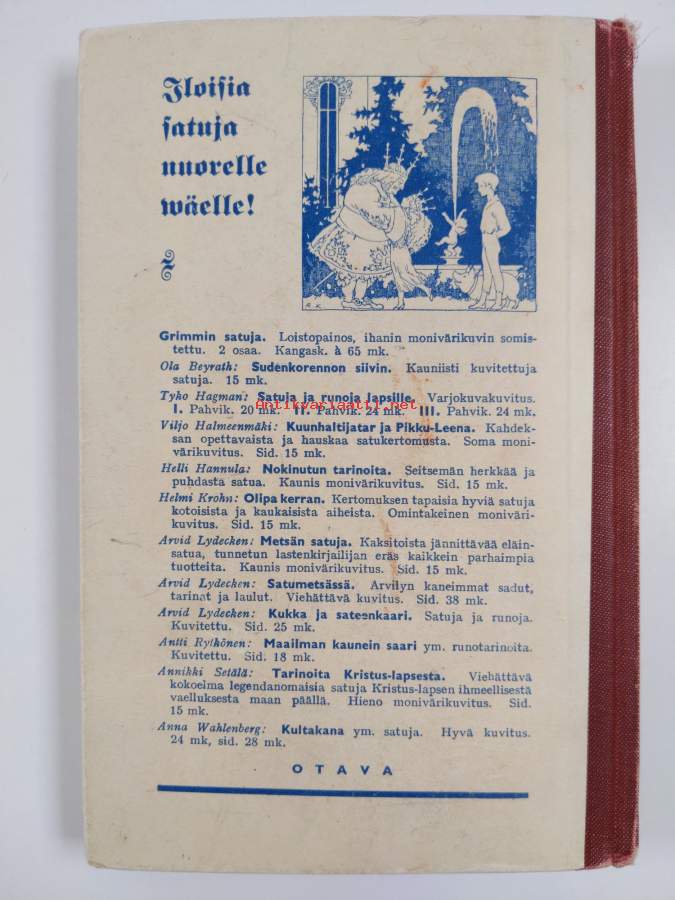 Iloisia
satuja
nuorelle
wäelle!
R. K.
Grimmin satuja. Loistopainos, ihanin monivärikuvin somis-
tettu. 2 osaa. Kangask. à 65 mk.
Ola Beyrath: Sudenkorennon siivin. Kauniisti kuvitettuja
satuja. 15 mk.
Tyko Hagman: Satuja ja runoja lapsille. Varjokuvakuvitus.
I. Pahvik. 20 mk. II. Pahvik. 24 mk. III. Pahvik. 24 mk.
antikvariaatti.net
Viljo Halmeenmäki: Kuunhaltijatar ja Pikku-Leena. Kahdek-
san opettavaista ja hauskaa satukertomusta. Soma moni-
värikuvitus. Sid. 15 mk.
Helli Hannula: Nokinutun tarinoita. Seitsemän herkkää ja
puhdasta satua. Kaunis monivärikuvitus. Sid. 15 mk.
Helmi Krohn: Olipa kerran. Kertomuksen tapaisia hyviä satuja
kotoisista ja kaukaisista aiheista. Omintakeinen moniväri-
kuvitus. Sid. 15 mk.
Arvid Lydecken: Metsän satuja. Kaksitoista jännittävää eläin-
satua, tunnetun lastenkirjailijan eräs kaikkein parhaimpia
tuotteita. Kaunis monivärikuvitus. Sid. 15 mk.
Arvid Lydecken: Satumetsässä. Arvilyn kaneimmat sadut,
tarinat ja laulut. Viehättävä kuvitus. Sid. 38 mk.
Arvid Lydecken: Kukka ja sateenkaari. Satuja ja runoja.
Kuvitettu. Sid. 25 mk.
Antti Rytkönen: Maailman kaunein saari ym. runotarinoita.
Kuvitettu. Sid. 18 mk.
Annikki Setälä: Tarinoita Kristus-lapsesta. Viehättävä
kokoelma legendanomaisia satuja Kristus-lapsen ihmeellisestä
vaelluksesta maan päällä. Hieno monivärikuvitus. Sid.
15 mk.
Anna Wahlenberg: Kultakana ym. satuja. Hyvä kuvitus.
24 mk, sid. 28 mk.
OTAVA